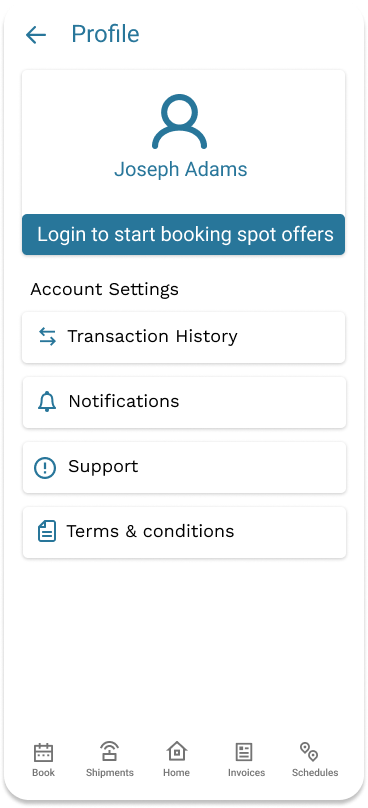 Profile
Joseph Adams
Login to start booking spot offers
Account Settings
Transaction History
Notifications
Support
Terms & conditions
Book Shipments Home Invoices Schedules